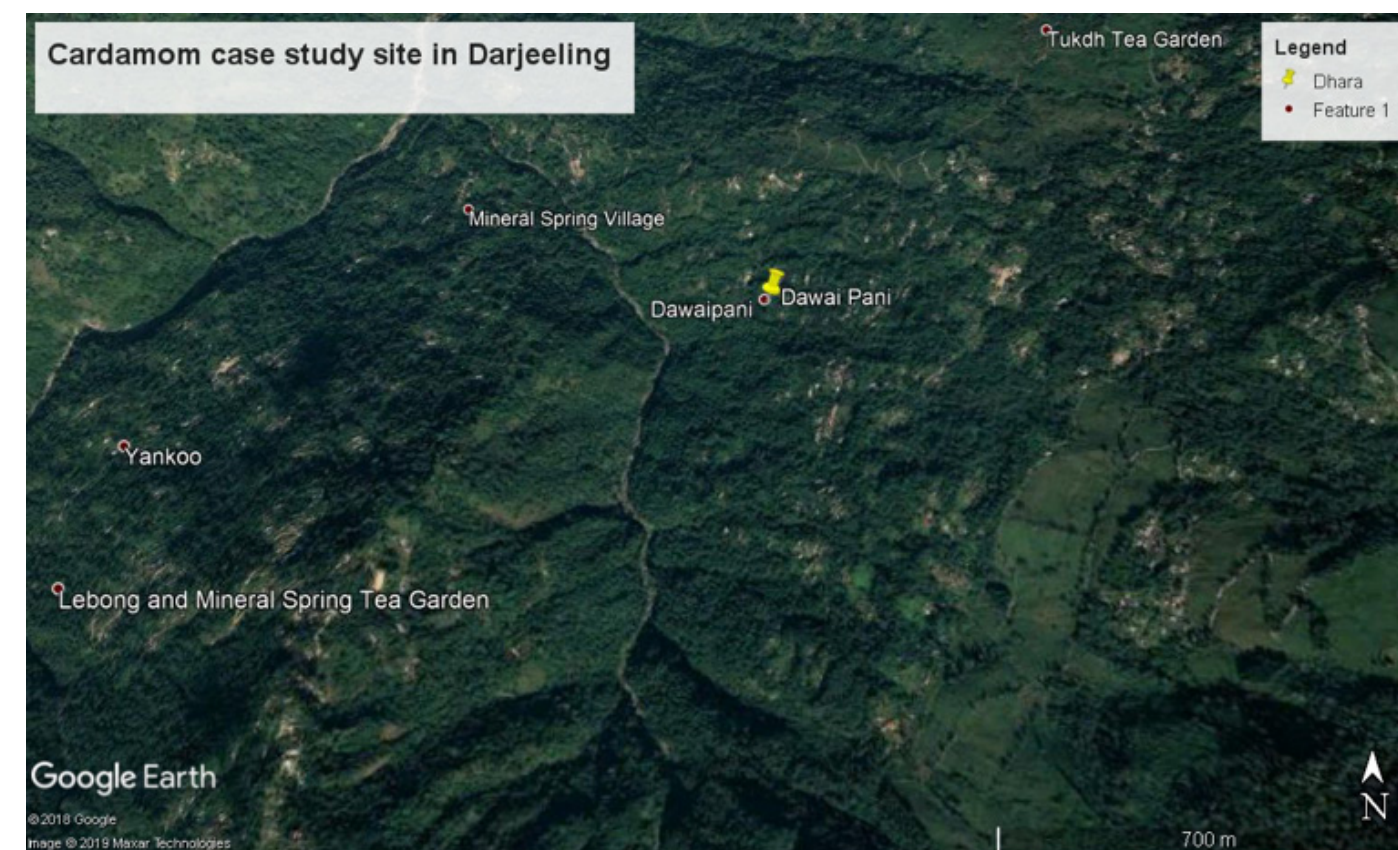 Cardamom case study site in Darjeeling
Tukdh Tea Garden
Legend
Dhara
Feature 1
Mineral Spring Village
Dawaipani
Dawai Pani
Yankoo
Lebong and Mineral Spring Tea Garden
Google Earth
©2018 Google
Image © 2019 Maxar Technologies
700 m
N